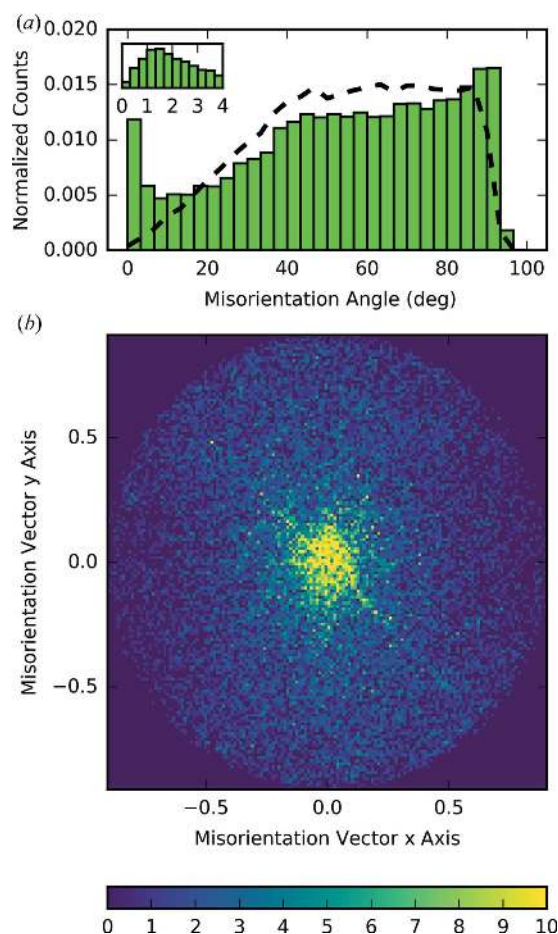 (a)
0.020
0.015
0.010
0.005
0.000
Normalized Counts
0 1 2 3 4
0 20 40 60 80 100
Misorientation Angle (deg)
(b)
0.5
0.0
−0.5
Misorientation Vector y Axis
−0.5 0.0 0.5
Misorientation Vector x Axis
0 1 2 3 4 5 6 7 8 9 10